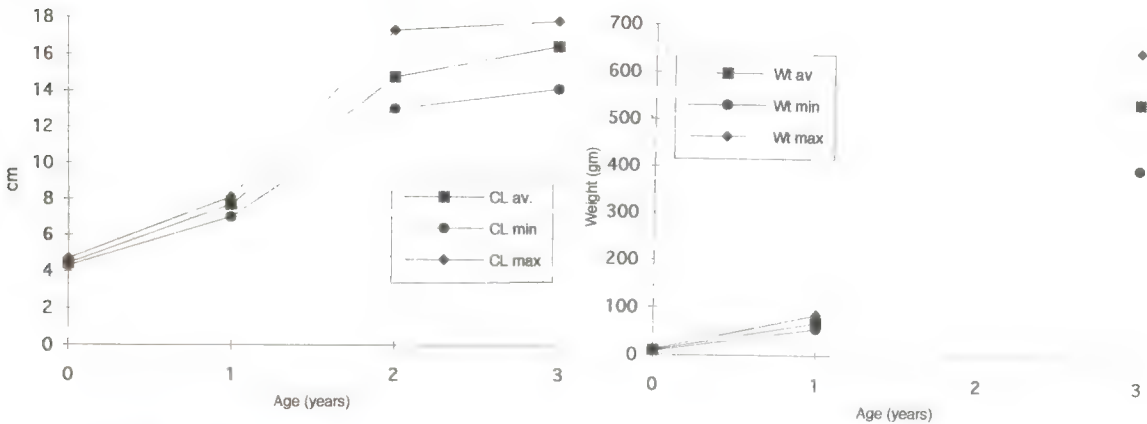 18
16
14
12
10
8
6
4
2
0
cm
0 1 2 3
Age (years)
CL av.
CL min
CL max
700
600
500
400
300
200
100
0
Weight (gm)
0 1 2 3
Age (years)
Wt av
Wt min
Wt max